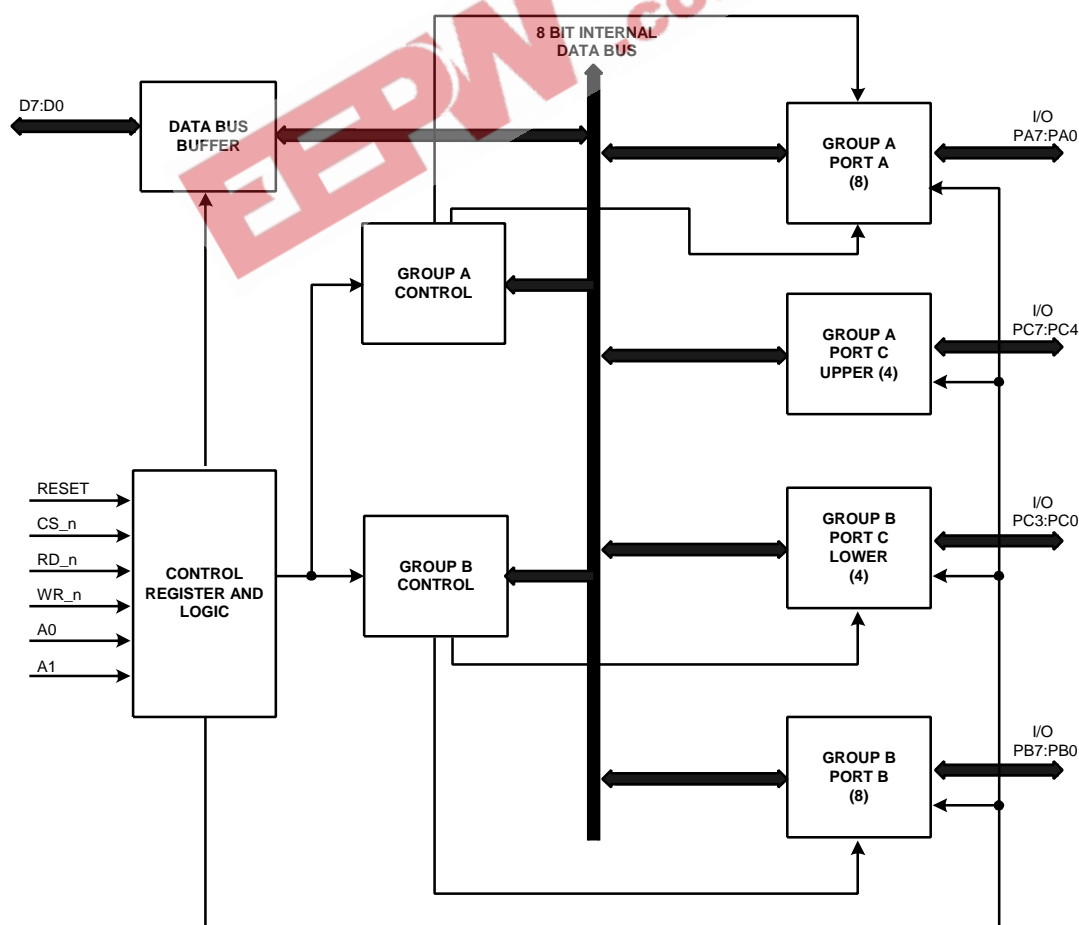 EEPW.co
8 BIT INTERNAL
DATA BUS
D7:D0
DATA BUS
BUFFER
GROUP A
PORT A
(8)
I/O
PA7:PA0
GROUP A
CONTROL
GROUP A
PORT C
UPPER (4)
I/O
PC7:PC4
RESET
CS_n
RD_n
WR_n
A0
A1
CONTROL
REGISTER AND
LOGIC
GROUP B
CONTROL
GROUP B
PORT C
LOWER
(4)
I/O
PC3:PC0
GROUP B
PORT B
(8)
I/O
PB7:PB0